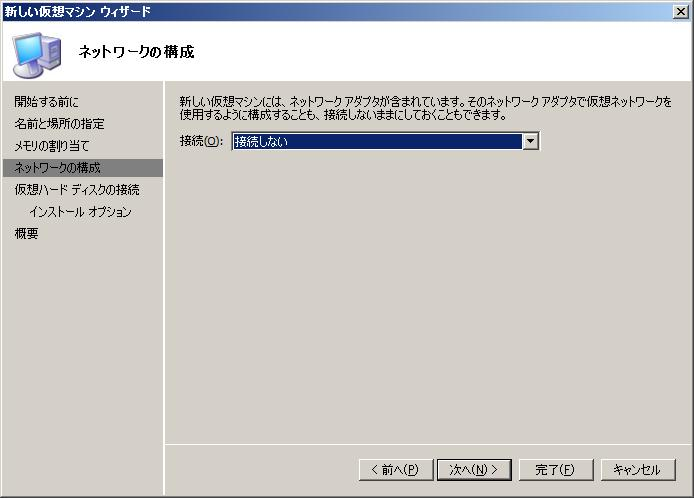 新しい仮想マシン ウィザード
ネットワークの構成
開始する前に
名前と場所の指定
メモリの割り当て
ネットワークの構成
仮想ハード ディスクの接続
インストール オプション
概要
新しい仮想マシンには、ネットワーク アダプタが含まれています。そのネットワーク アダプタで仮想ネットワークを
使用するように構成することも、接続しないままにしておくこともできます。
接続(O): 接続しない
< 前へ(P) 次へ(N) > 完了(F) キャンセル